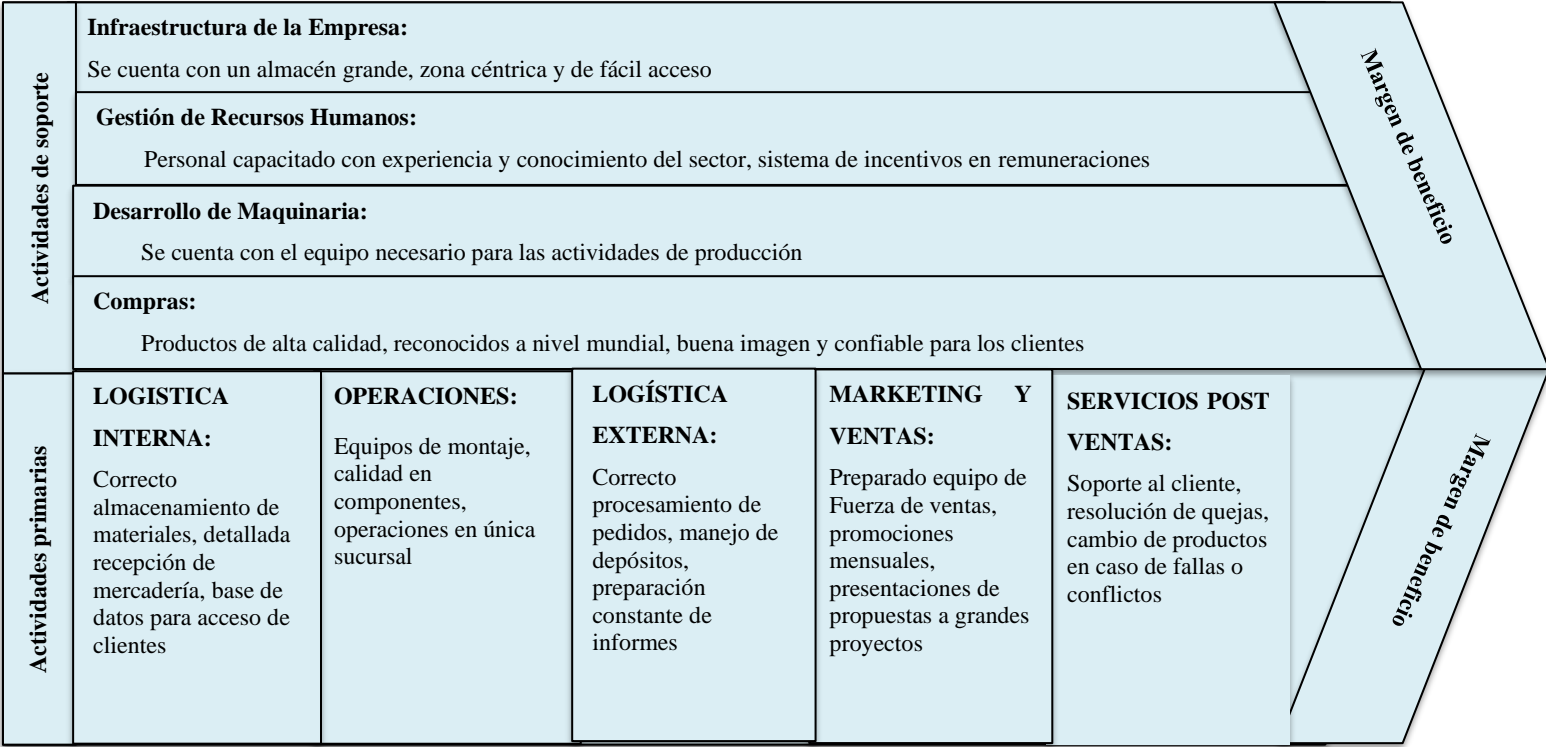 Actividades de soporte
Infraestructura de la Empresa:
Se cuenta con un almacén grande, zona céntrica y de fácil acceso
Gestión de Recursos Humanos:
Personal capacitado con experiencia y conocimiento del sector, sistema de incentivos en remuneraciones
Desarrollo de Maquinaria:
Se cuenta con el equipo necesario para las actividades de producción
Compras:
Productos de alta calidad, reconocidos a nivel mundial, buena imagen y confiable para los clientes
Margen de beneficio
Actividades primarias
LOGISTICA
INTERNA:
Correcto
almacenamiento de
materiales, detallada
recepción de
mercadería, base de
datos para acceso de
clientes
OPERACIONES:
Equipos de montaje,
calidad en
componentes,
operaciones en única
sucursal
LOGÍSTICA
EXTERNA:
Correcto
procesamiento de
pedidos, manejo de
depósitos,
preparación
constante de
informes
MARKETING Y
VENTAS:
Preparado equipo de
Fuerza de ventas,
promociones
mensuales,
presentaciones de
propuestas a grandes
proyectos
SERVICIOS POST
VENTAS:
Soporte al cliente,
resolución de quejas,
cambio de productos
en caso de fallas o
conflictos
Margen de beneficio